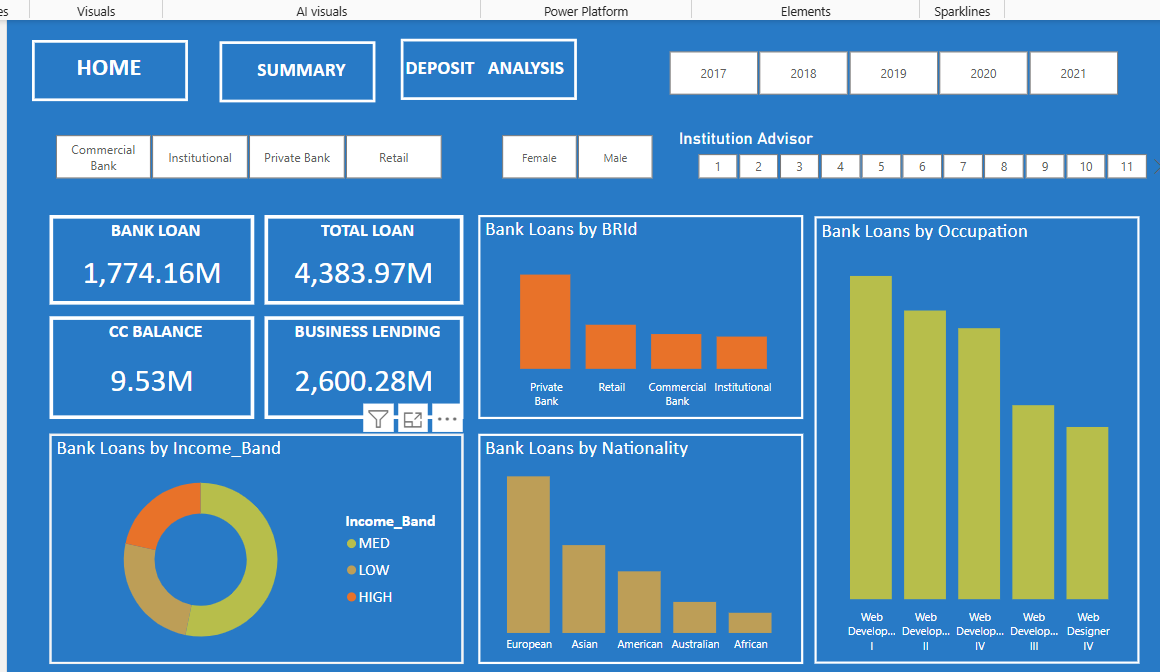 es
Visuals
AI visuals
Power Platform
Elements
Sparklines
HOME
SUMMARY
DEPOSIT ANALYSIS
2017
2018
2019
2020
2021
Commercial
Bank
Institutional
Private Bank
Retail
Female
Male
Institution Advisor
1
2
3
4
5
6
7
8
9
10
11
BANK LOAN
1,774.16M
TOTAL LOAN
4,383.97M
CC BALANCE
9.53M
BUSINESS LENDING
2,600.28M
Bank Loans by BRId
Private
Bank
Retail
Commercial
Bank
Institutional
Bank Loans by Occupation
Web
Develop...
I
Web
Develop...
II
Web
Develop...
IV
Web
Develop...
III
Web
Designer
IV
Bank Loans by Income_Band
Income_Band
MED
LOW
HIGH
Bank Loans by Nationality
European
Asian
American
Australian
African